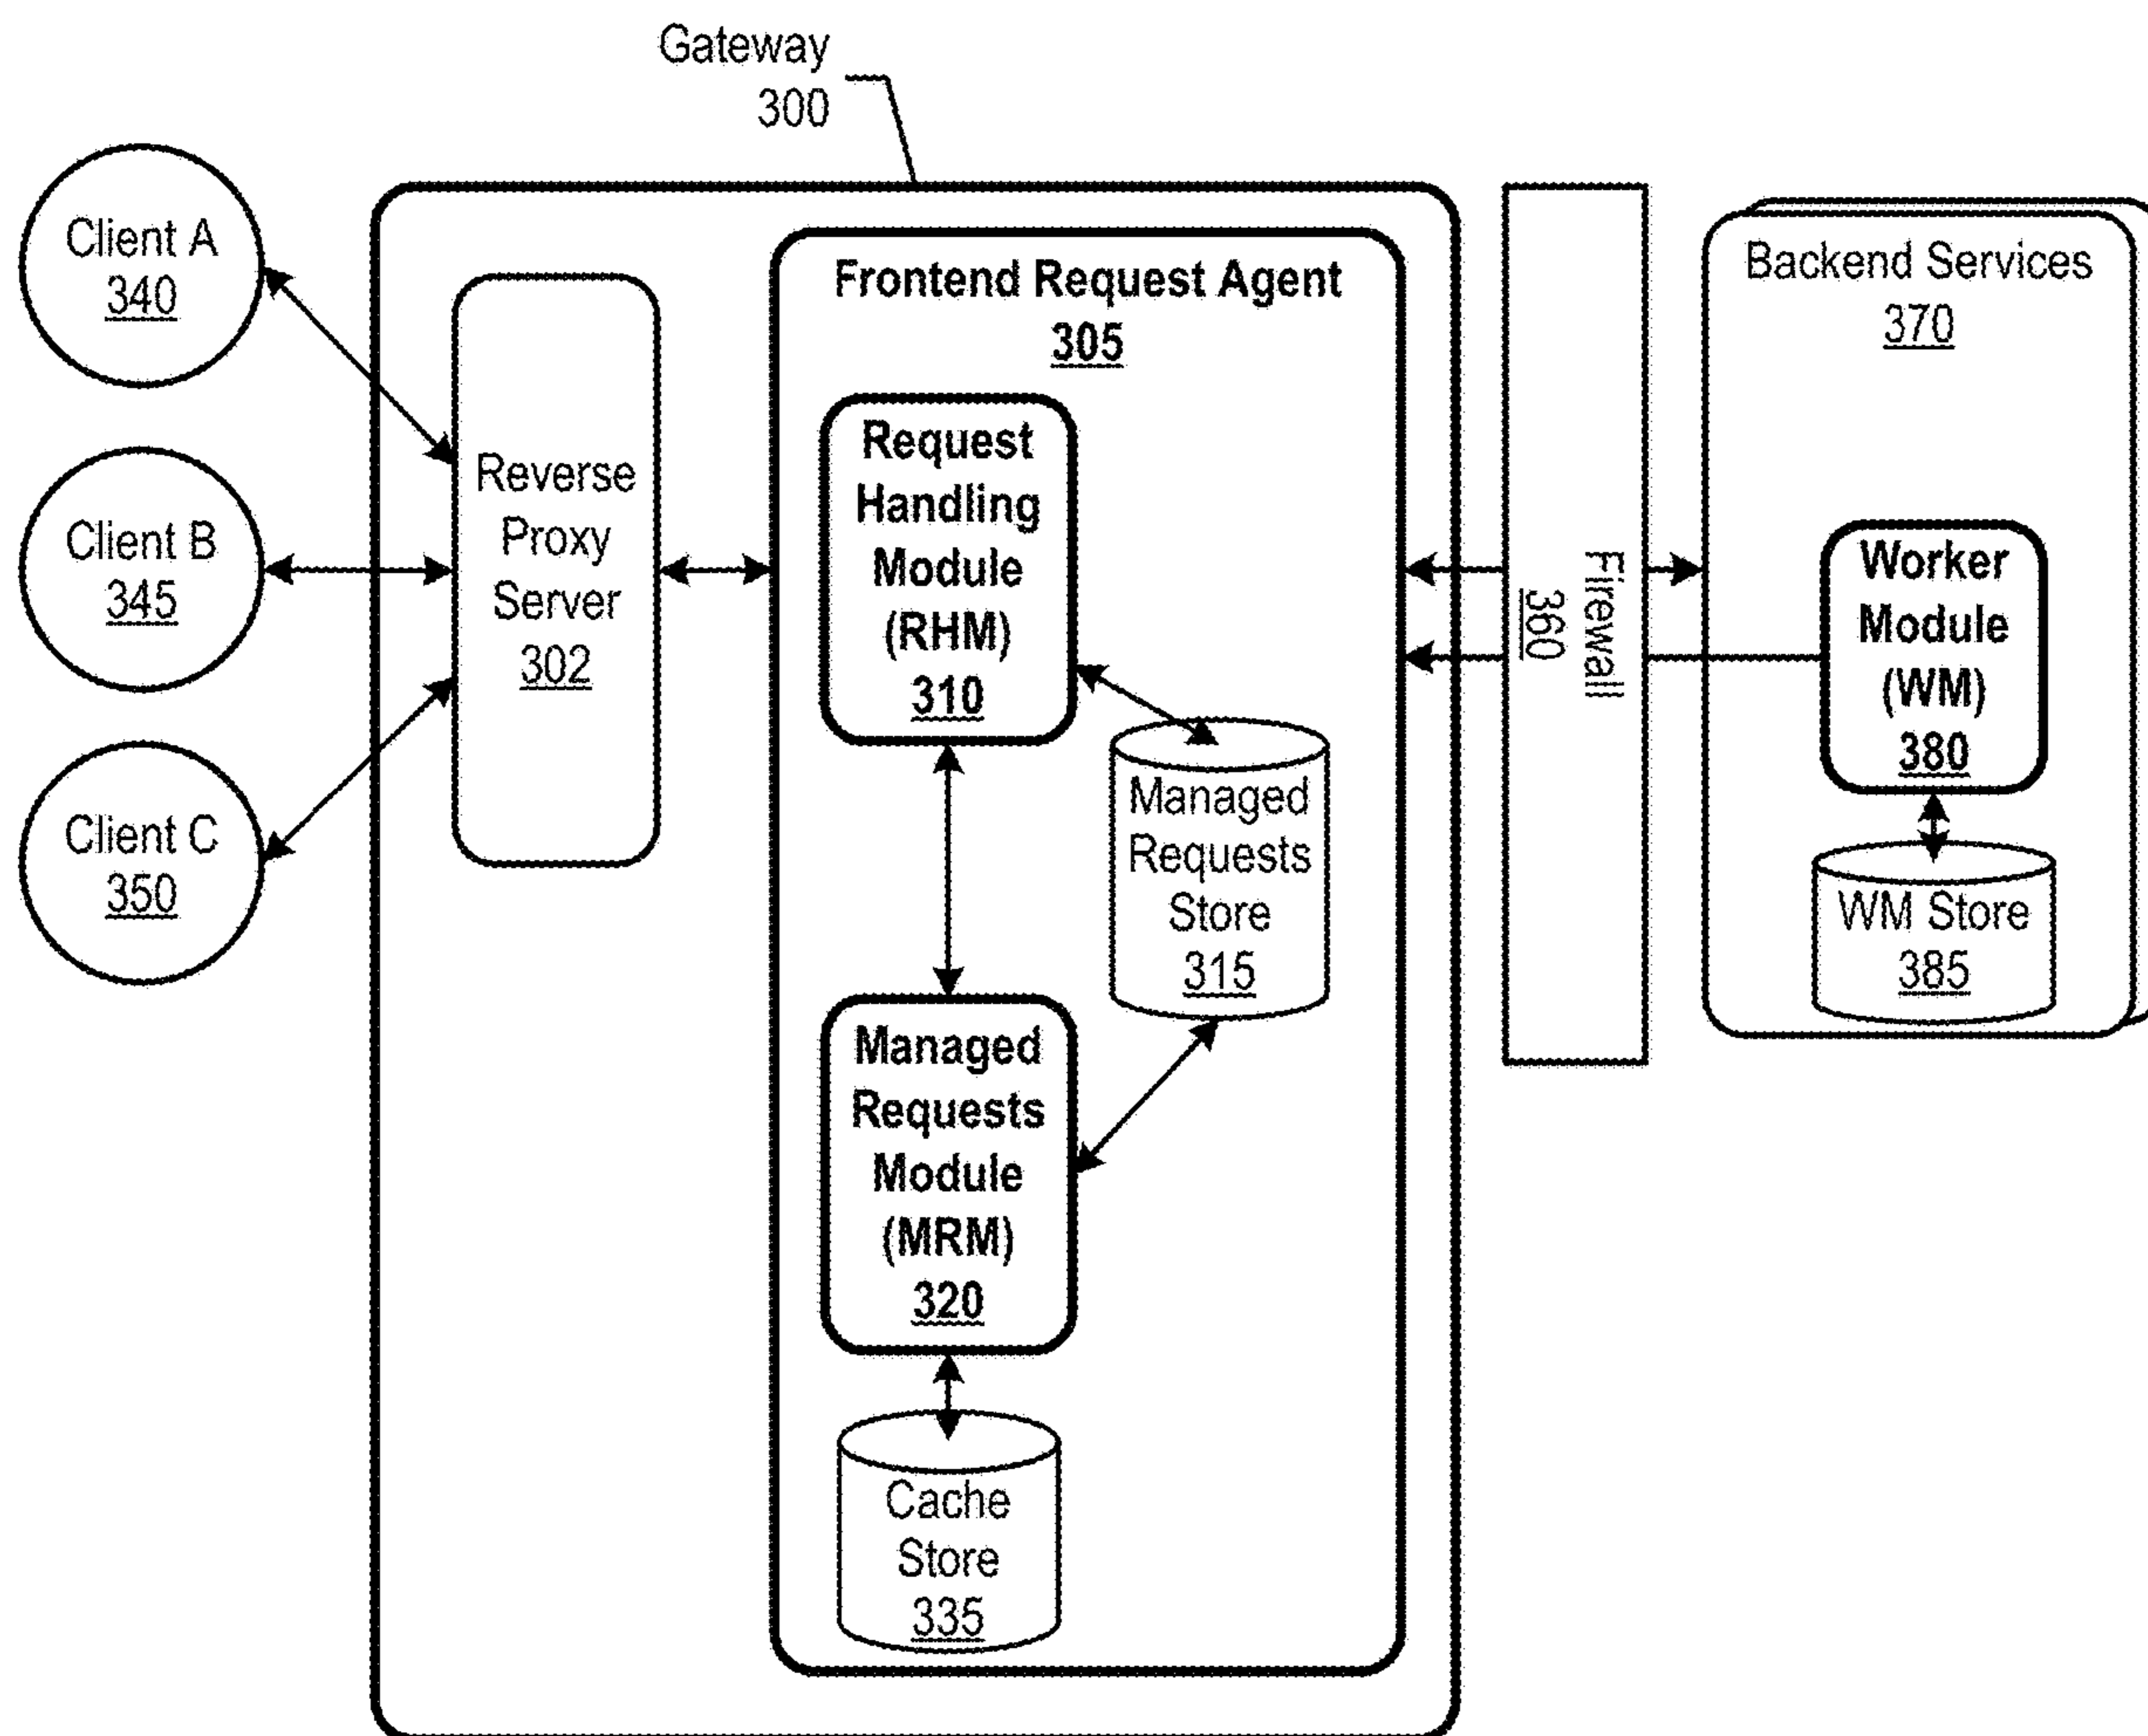 Gateway
300
Client A
340
Client B
345
Client C
350
Reverse
Proxy
Server
302
Frontend Request Agent
305
Request
Handling
Module
(RHM)
310
Managed
Requests
Store
315
Managed
Requests
Module
(MRM)
320
Cache
Store
335
Firewall
360
Backend Services
370
Worker
Module
(WM)
380
WM Store
385